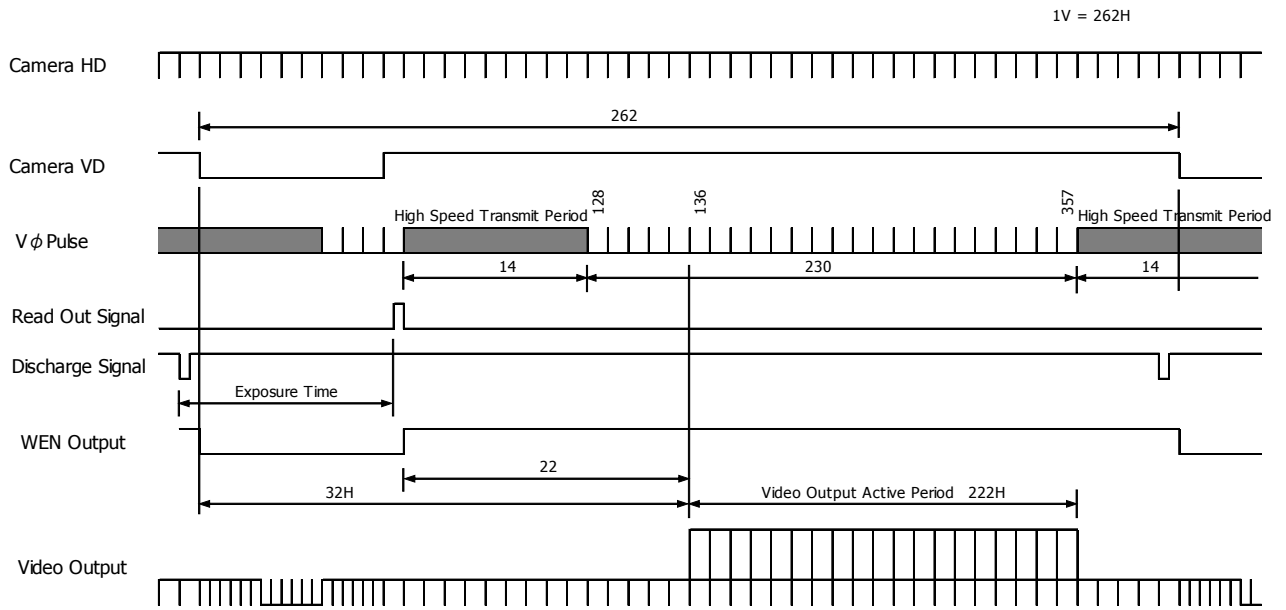 1V = 262H
Camera HD
262
Camera VD
128
136
357
High Speed Transmit Period
High Speed Transmit Period
V φ Pulse
14
230
14
Read Out Signal
Discharge Signal
Exposure Time
WEN Output
22
32H
Video Output Active Period 222H
Video Output